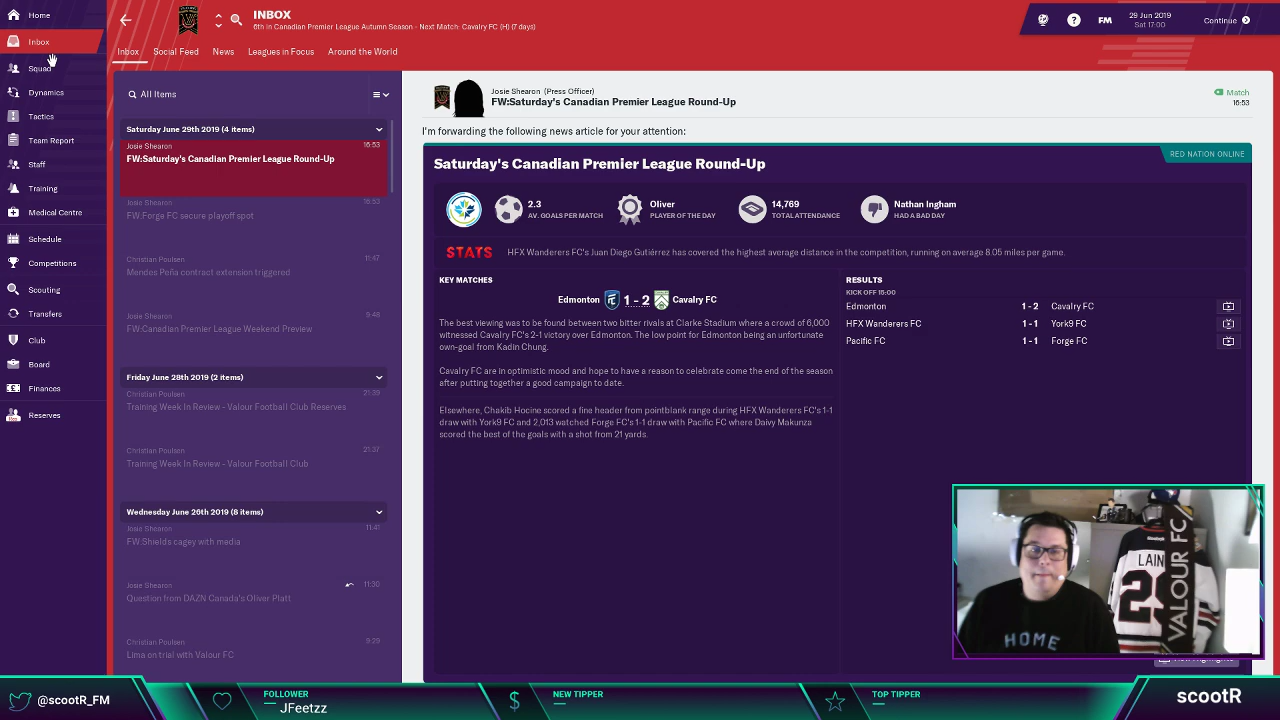 Home
INBOX
6th in Canadian Premier League Autumn Season - Next Match: Cavalry FC (H) (7 days)
FM
29 Jun 2019
Sat 17:00
Continue
Inbox
Inbox
Social Feed
News
Leagues in Focus
Around the World
Squad
Dynamics
Tactics
Team Report
Staff
Training
Medical Centre
Schedule
Competitions
Scouting
Transfers
Club
Board
Finances
Reserves
All Items
Saturday June 29th 2019 (4 items)
Josie Shearon
16:53
FW:Saturday's Canadian Premier League Round-Up
Josie Shearon
16:53
FW:Forge FC secure playoff spot
Christian Poulsen
11:47
Mendes Peña contract extension triggered
Josie Shearon
9:48
FW:Canadian Premier League Weekend Preview
Friday June 28th 2019 (2 items)
Christian Poulsen
21:39
Training Week In Review - Valour Football Club Reserves
Christian Poulsen
21:37
Training Week In Review - Valour Football Club
Wednesday June 26th 2019 (8 items)
Josie Shearon
11:41
FW:Shields cagey with media
Josie Shearon
11:30
Question from DAZN Canada's Oliver Platt
Christian Poulsen
9:29
Lima on trial with Valour FC
Josie Shearon (Press Officer)
FW:Saturday's Canadian Premier League Round-Up
Match
16:53
I'm forwarding the following news article for your attention:
RED NATION ONLINE
Saturday's Canadian Premier League Round-Up
2.3
AV. GOALS PER MATCH
Oliver
PLAYER OF THE DAY
14,769
TOTAL ATTENDANCE
Nathan Ingham
HAD A BAD DAY
STATS
HFX Wanderers FC's Juan Diego Gutiérrez has covered the highest average distance in the competition, running on average 8.05 miles per game.
KEY MATCHES
Edmonton 1 - 2 Cavalry FC
The best viewing was to be found between two bitter rivals at Clarke Stadium where a crowd of 6,000
witnessed Cavalry FC's 2-1 victory over Edmonton. The low point for Edmonton being an unfortunate
own-goal from Kadin Chung.
Cavalry FC are in optimistic mood and hope to have a reason to celebrate come the end of the season
after putting together a good campaign to date.
Elsewhere, Chakib Hocine scored a fine header from pointblank range during HFX Wanderers FC's 1-1
draw with York9 FC and 2,013 watched Forge FC's 1-1 draw with Pacific FC where Daivy Makunza
scored the best of the goals with a shot from 21 yards.
RESULTS
KICK OFF 15:00
Edmonton 1 - 2 Cavalry FC
HFX Wanderers FC 1 - 1 York9 FC
Pacific FC 1 - 1 Forge FC
LAIN
2
VALOUR FC
HOME
@scootR_FM
FOLLOWER
JFeetzz
NEW TIPPER
TOP TIPPER
scootR